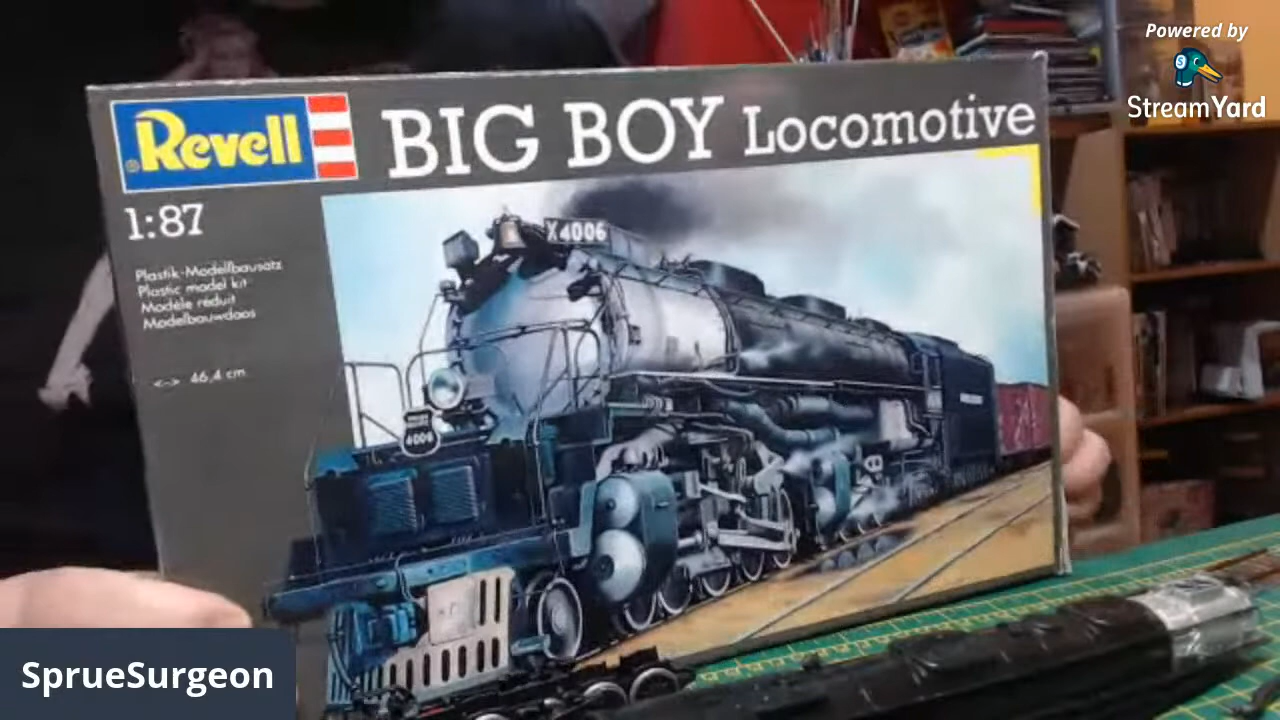 Powered by
StreamYard
Revell
BIG BOY Locomotive
1:87
Plastik-Modellbausatz
Plastic model kit
Modèle réduit
Modelbouwdoos
<-> 46,4 cm
X4006
4006
SprueSurgeon